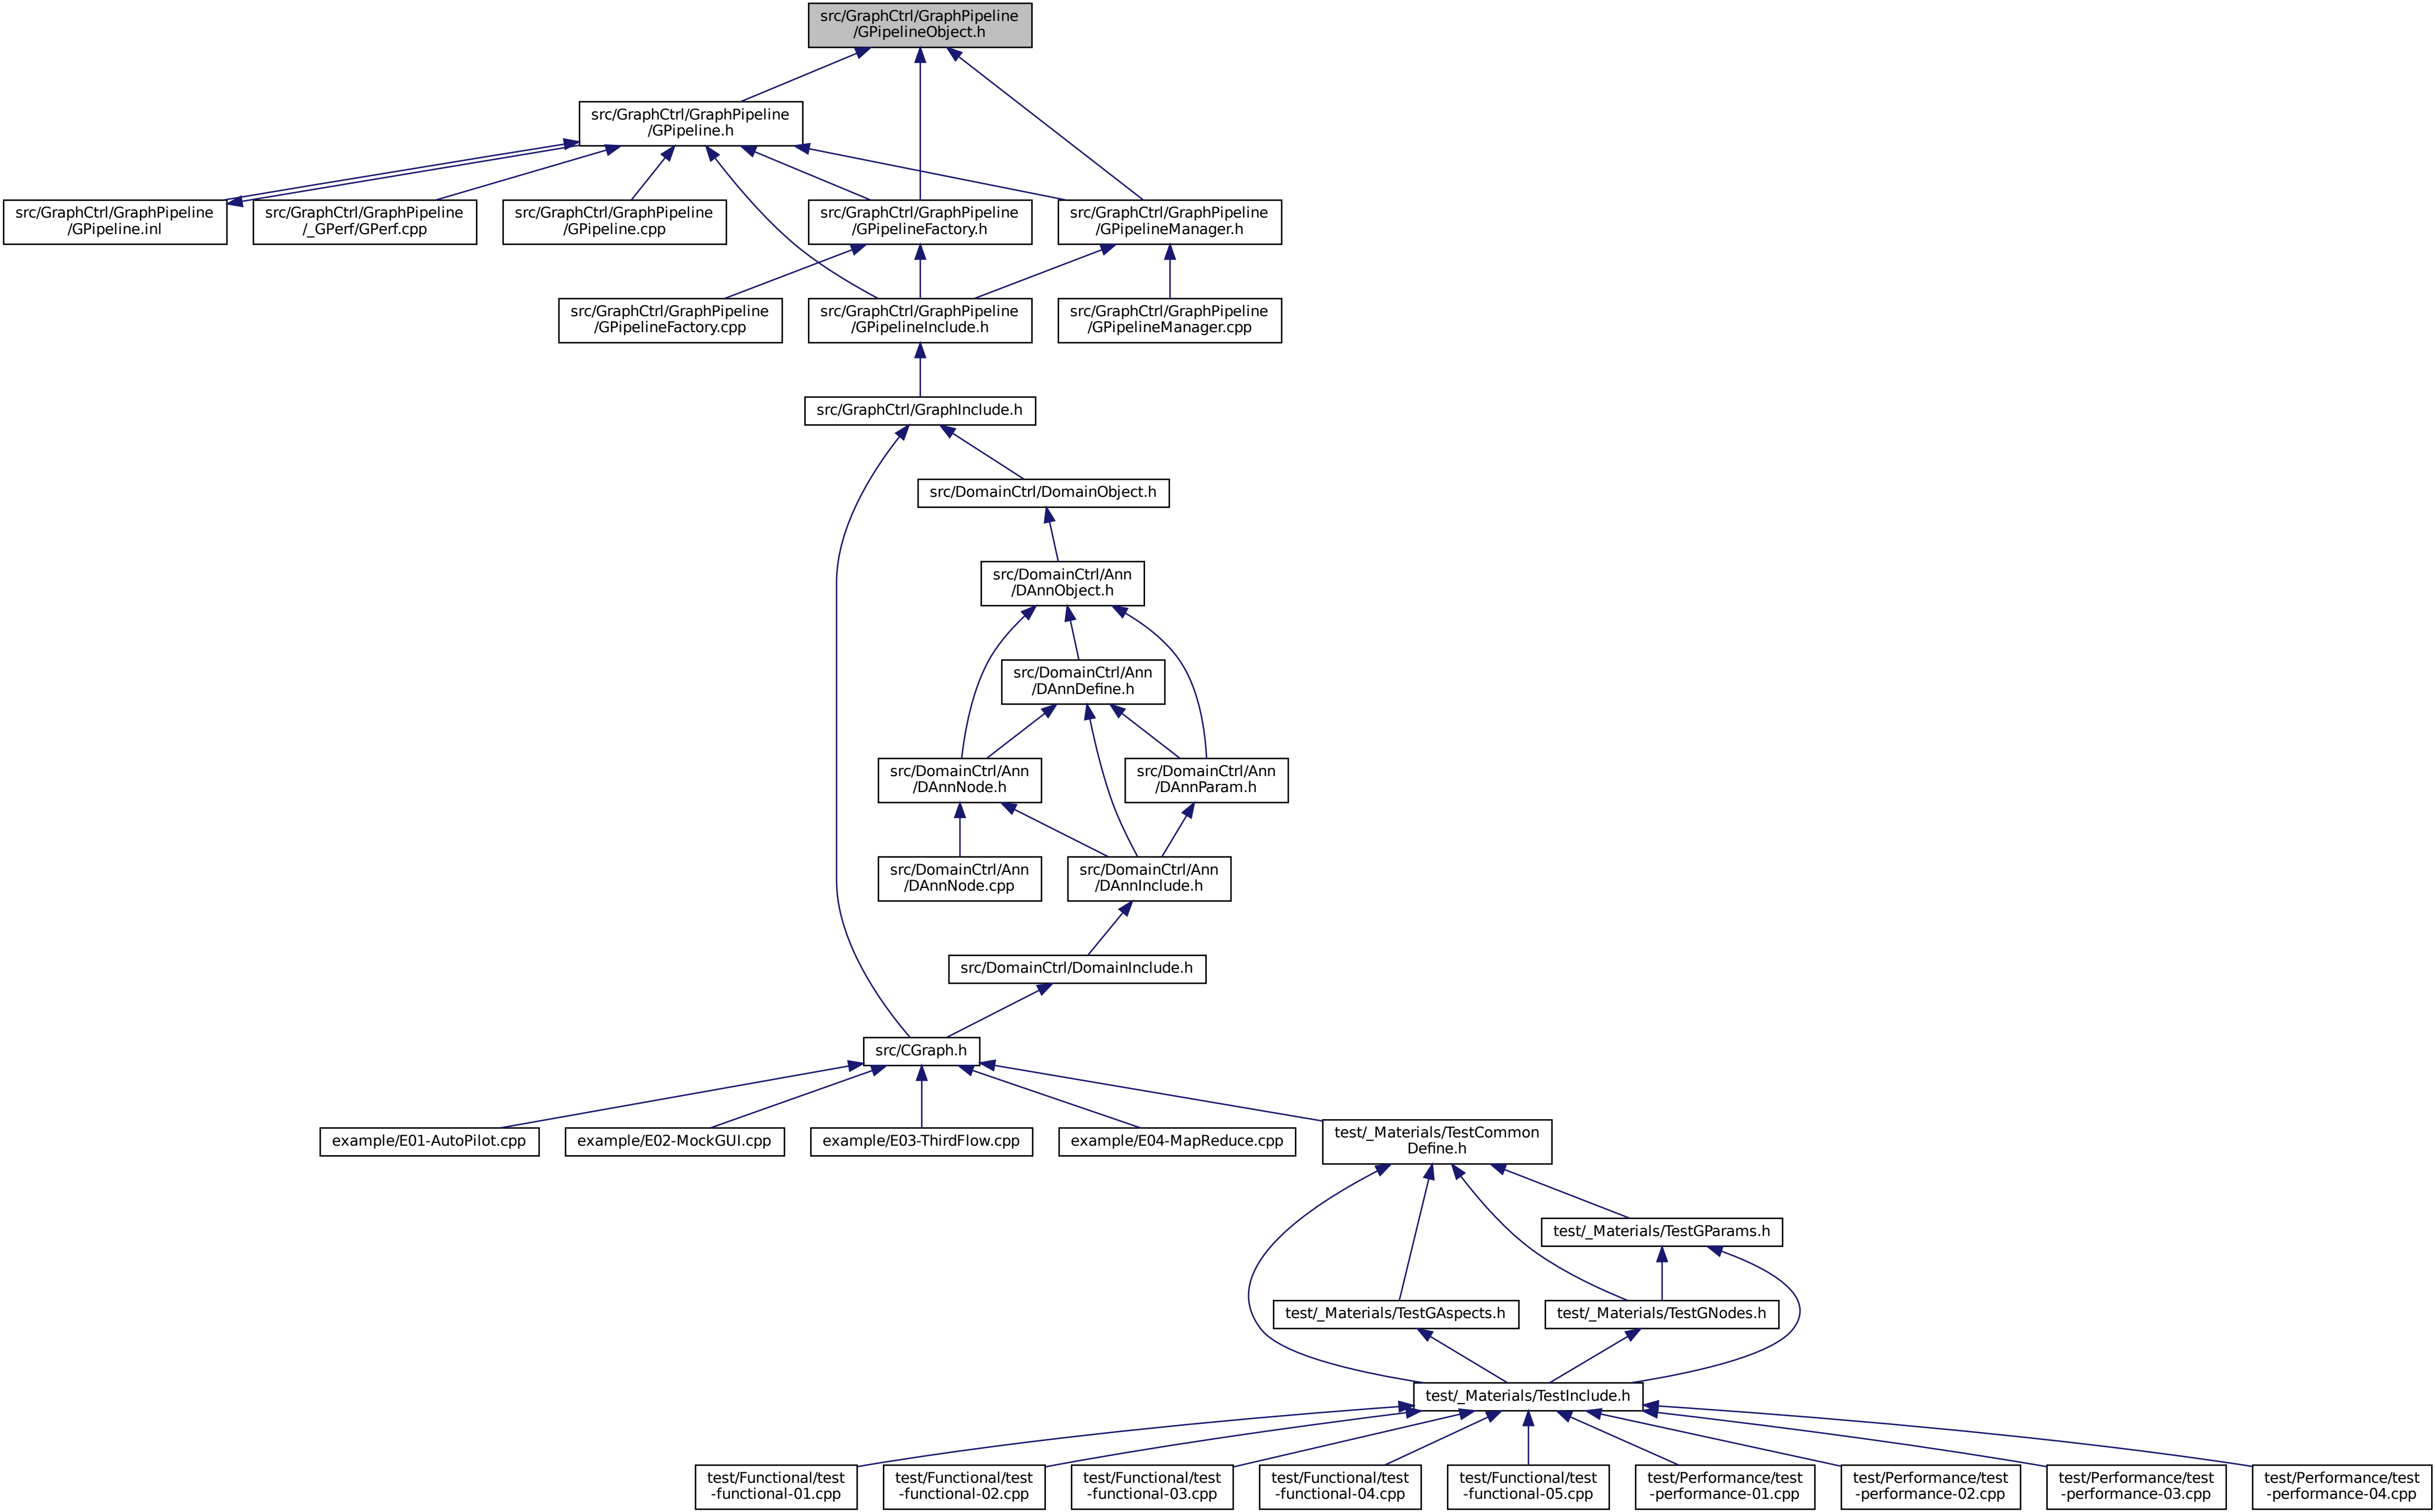 src/GraphCtrl/GraphPipeline
/GPipelineObject.h
src/GraphCtrl/GraphPipeline
/GPipeline.h
src/GraphCtrl/GraphPipeline
/GPipeline.inl
src/GraphCtrl/GraphPipeline
/_GPerf/GPerf.cpp
src/GraphCtrl/GraphPipeline
/GPipeline.cpp
src/GraphCtrl/GraphPipeline
/GPipelineFactory.h
src/GraphCtrl/GraphPipeline
/GPipelineManager.h
src/GraphCtrl/GraphPipeline
/GPipelineFactory.cpp
src/GraphCtrl/GraphPipeline
/GPipelineInclude.h
src/GraphCtrl/GraphPipeline
/GPipelineManager.cpp
src/GraphCtrl/GraphInclude.h
src/DomainCtrl/DomainObject.h
src/DomainCtrl/Ann
/DAnnObject.h
src/DomainCtrl/Ann
/DAnnDefine.h
src/DomainCtrl/Ann
/DAnnNode.h
src/DomainCtrl/Ann
/DAnnParam.h
src/DomainCtrl/Ann
/DAnnNode.cpp
src/DomainCtrl/Ann
/DAnnInclude.h
src/DomainCtrl/DomainInclude.h
src/CGraph.h
example/E01-AutoPilot.cpp
example/E02-MockGUI.cpp
example/E03-ThirdFlow.cpp
example/E04-MapReduce.cpp
test/_Materials/TestCommon
Define.h
test/_Materials/TestGParams.h
test/_Materials/TestGAspects.h
test/_Materials/TestGNodes.h
test/_Materials/TestInclude.h
test/Functional/test
-functional-01.cpp
test/Functional/test
-functional-02.cpp
test/Functional/test
-functional-03.cpp
test/Functional/test
-functional-04.cpp
test/Functional/test
-functional-05.cpp
test/Performance/test
-performance-01.cpp
test/Performance/test
-performance-02.cpp
test/Performance/test
-performance-03.cpp
test/Performance/test
-performance-04.cpp